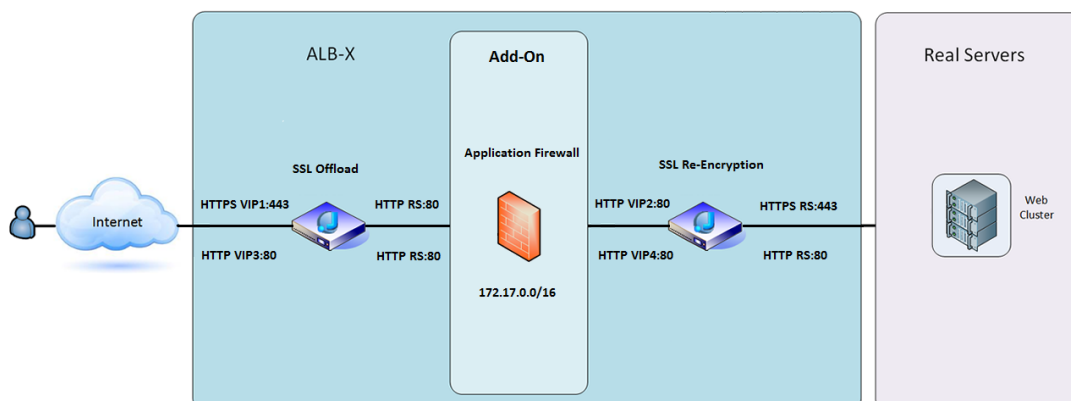 ALB-X
Add-On
Real Servers
Application Firewall
SSL Offload
SSL Re-Encryption
HTTPS VIP1:443
HTTP RS:80
HTTP VIP2:80
HTTPS RS:443
Internet
Web
Cluster
HTTP VIP3:80
HTTP RS:80
HTTP VIP4:80
HTTP RS:80
172.17.0.0/16